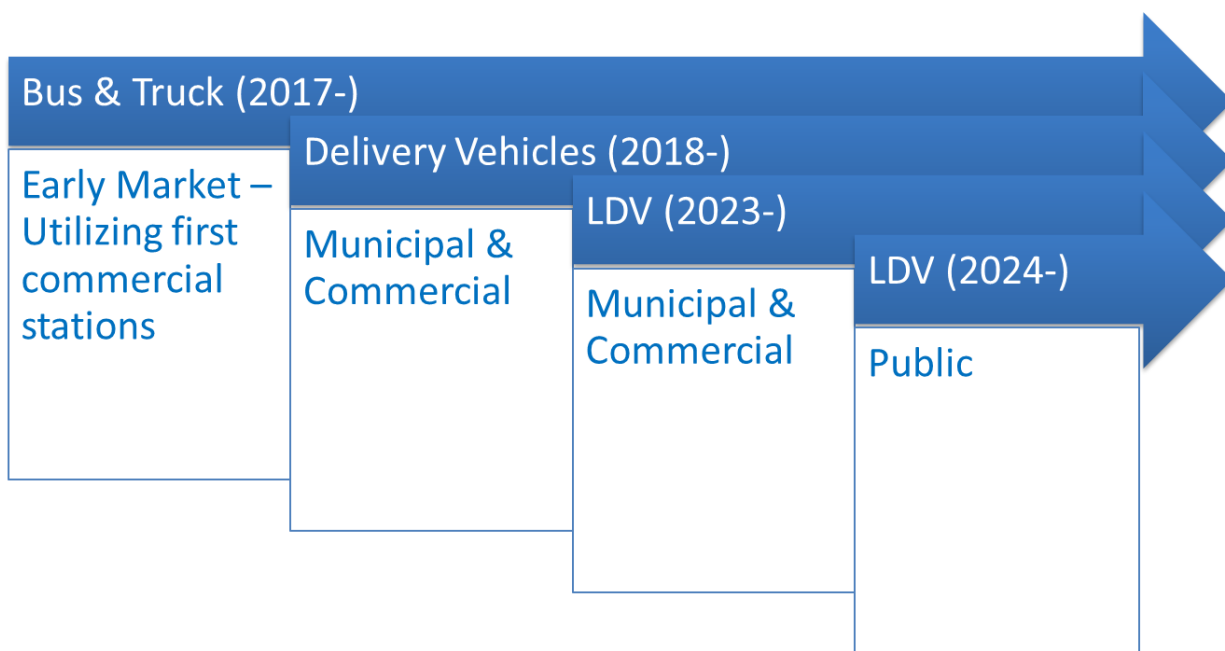 Bus & Truck (2017-)
Early Market –
Utilizing first
commercial
stations
Delivery Vehicles (2018-)
Municipal &
Commercial
LDV (2023-)
Municipal &
Commercial
LDV (2024-)
Public